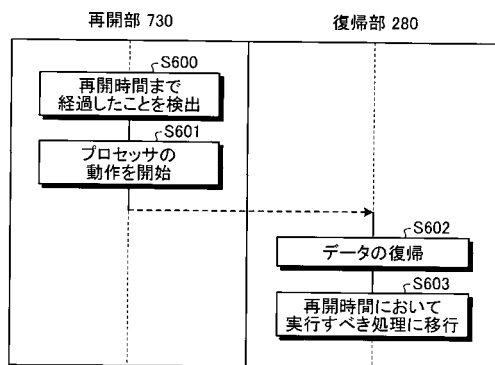 再開部 730
復帰部 280
S600
再開時間まで
経過したことを検出
S601
プロセッサの
動作を開始
S602
データの復帰
S603
再開時間において
実行すべき処理に移行